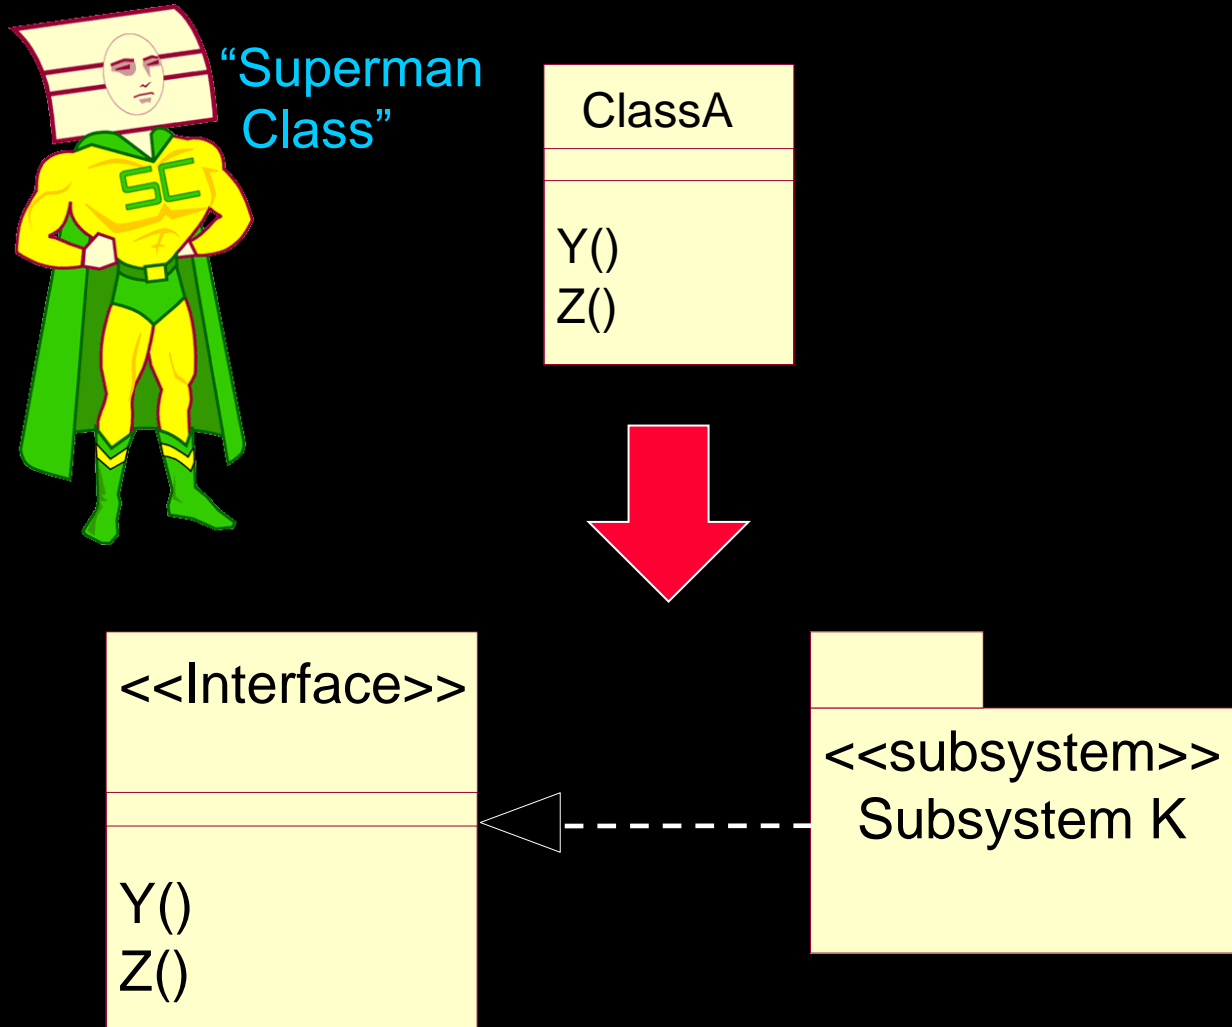 “Superman
Class”
SC
ClassA
Y()
Z()
<<Interface>>
Y()
Z()
<<subsystem>>
Subsystem K